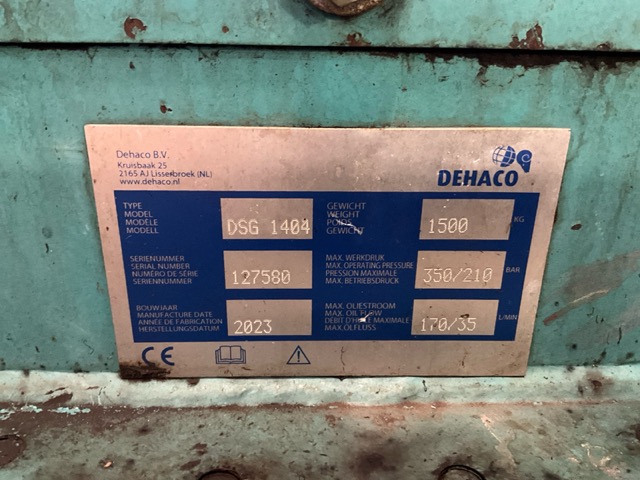 Dehaco B.V.
Kruisbaak 25
2165 AJ Lisserbroek (NL)
www.dehaco.nl
DEHACO
TYPE
MODEL
MODÈLE
MODELL
DSG 1404
GEWICHT
WEIGHT
POIDS
GEWICHT
1500
KG
SERIENUMMER
SERIAL NUMBER
NUMÉRO DE SÉRIE
SERIENNUMMER
127580
MAX. WERKDRUK
MAX. OPERATING PRESSURE
PRESSION MAXIMALE
MAX. BETRIEBSDRUCK
350/210
BAR
BOUWJAAR
MANUFACTURE DATE
ANNÉE DE FABRICATION
HERSTELLUNGSDATUM
2023
MAX. OLIESTROOM
MAX. OIL FLOW
DÉBIT D'HUILE MAXIMALE
MAX.ÖLFLUSS
170/35
L/MIN
CE